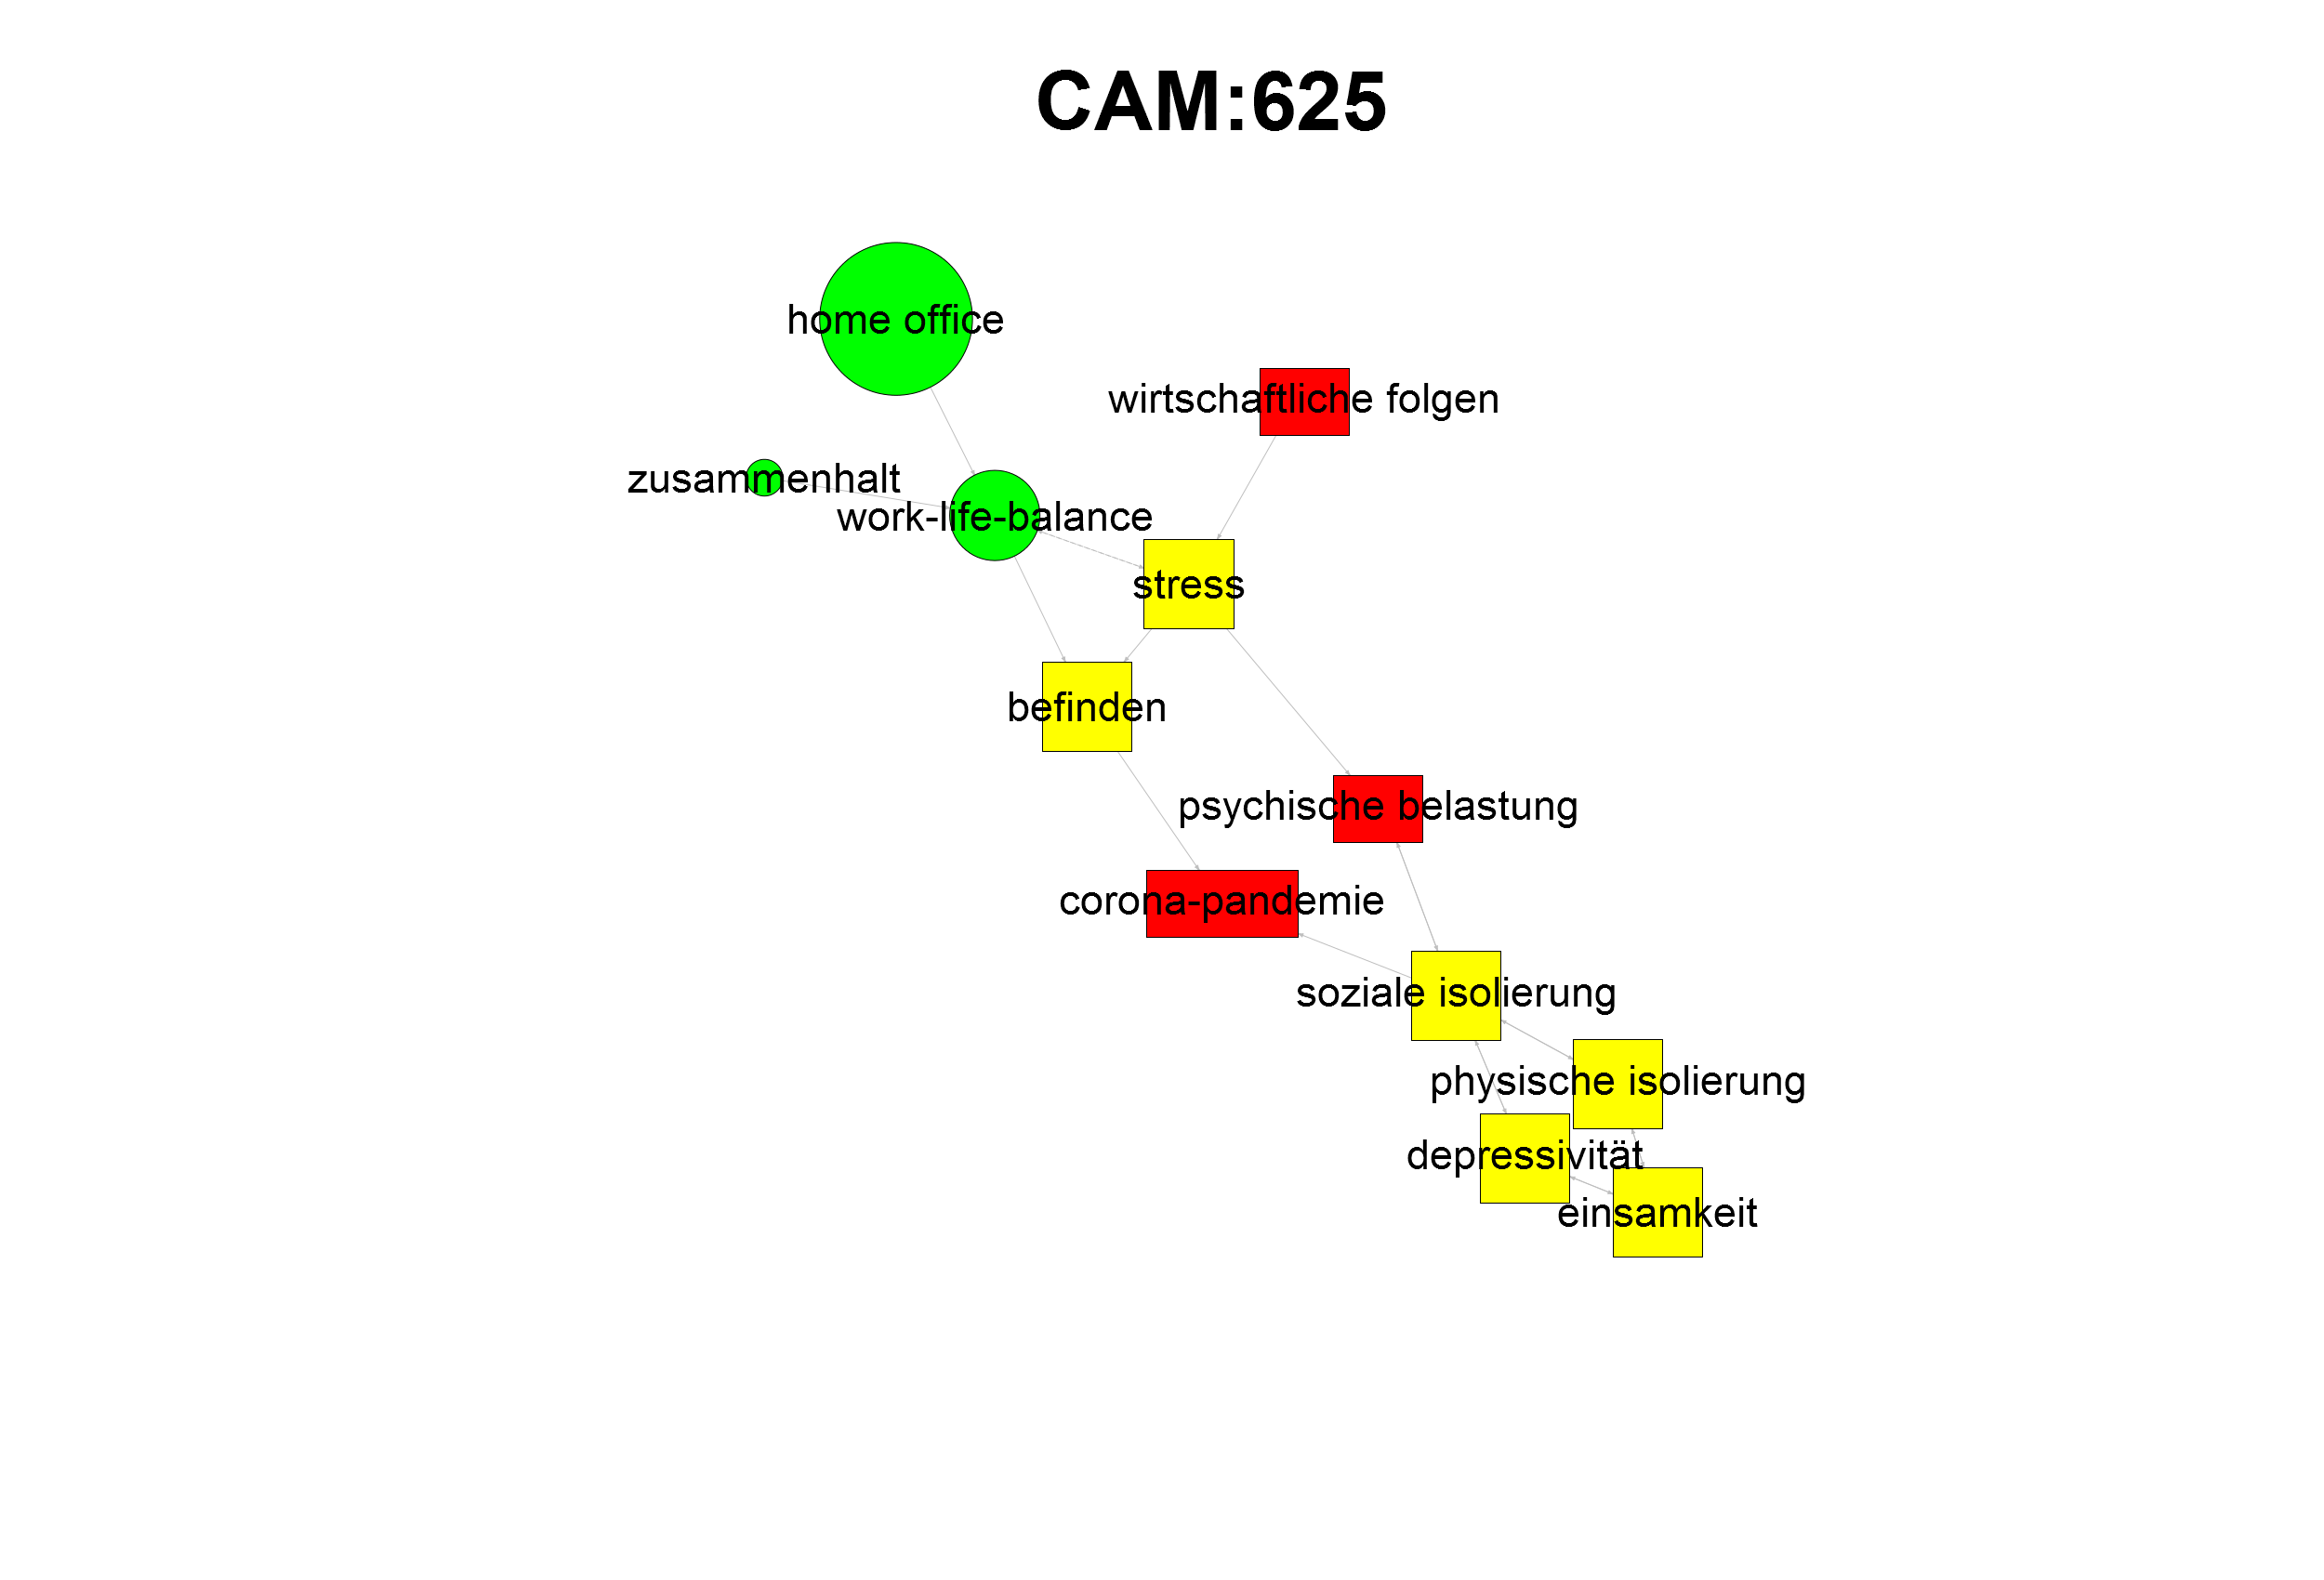 CAM:625
home office
wirtschaftliche folgen
zusammenhalt
work-life-balance
stress
befinden
psychische belastung
corona-pandemie
soziale isolierung
physische isolierung
depressivität
einsamkeit